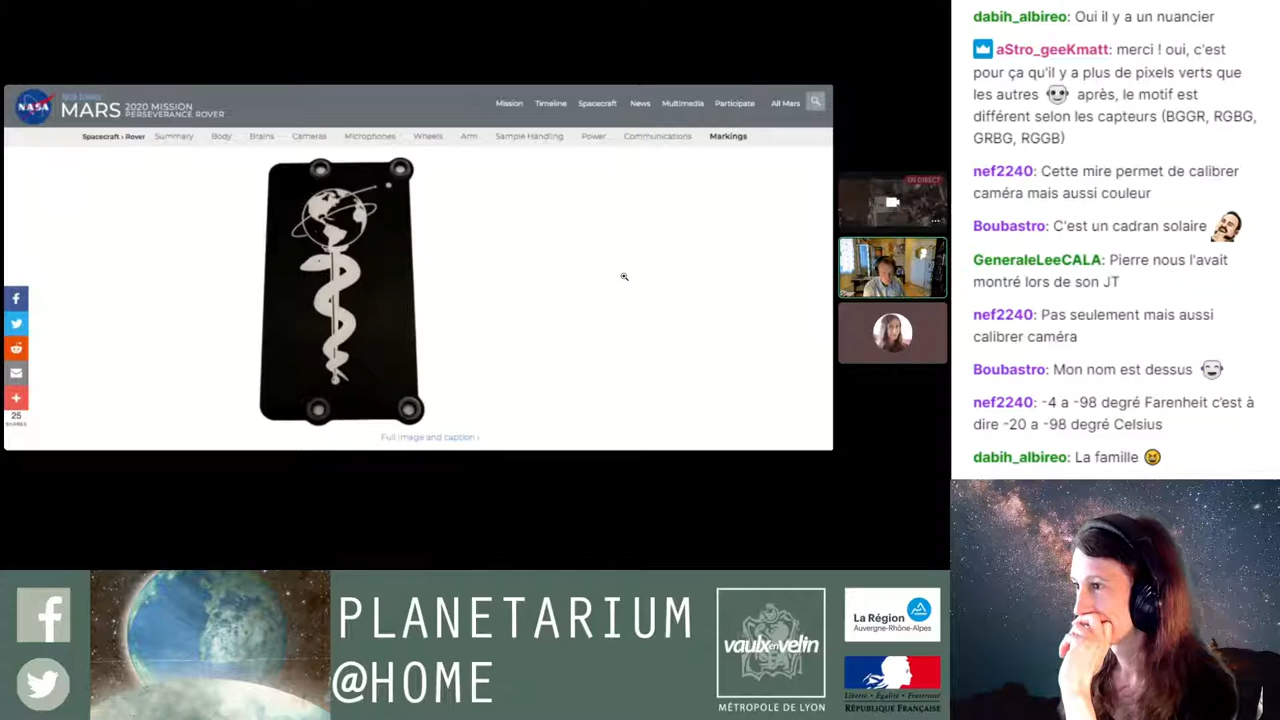 NASA
MARS 2020 MISSION
PERSEVERANCE ROVER
Mission Timeline Spacecraft News Multimedia Participate All Mars
Spacecraft › Rover Summary Body Brains Cameras Microphones Wheels Arm Sample Handling Power Communications Markings
25
SHARES
Full image and caption ›
EN DIRECT
dabih_albireo: Oui il y a un nuancier
aStro_geeKmatt: merci ! oui, c'est
pour ça qu'il y a plus de pixels verts que
les autres après, le motif est
différent selon les capteurs (BGGR, RGBG,
GRBG, RGGB)
nef2240: Cette mire permet de calibrer
caméra mais aussi couleur
Boubastro: C'est un cadran solaire
GeneraleLeeCALA: Pierre nous l'avait
montré lors de son JT
nef2240: Pas seulement mais aussi
calibrer caméra
Boubastro: Mon nom est dessus
nef2240: -4 a -98 degré Farenheit c'est à
dire -20 a -98 degré Celsius
dabih_albireo: La famille
PLANETARIUM
@HOME
vaulx en velin
MÉTROPOLE DE LYON
La Région
Auvergne-Rhône-Alpes
Liberté • Égalité • Fraternité
RÉPUBLIQUE FRANÇAISE